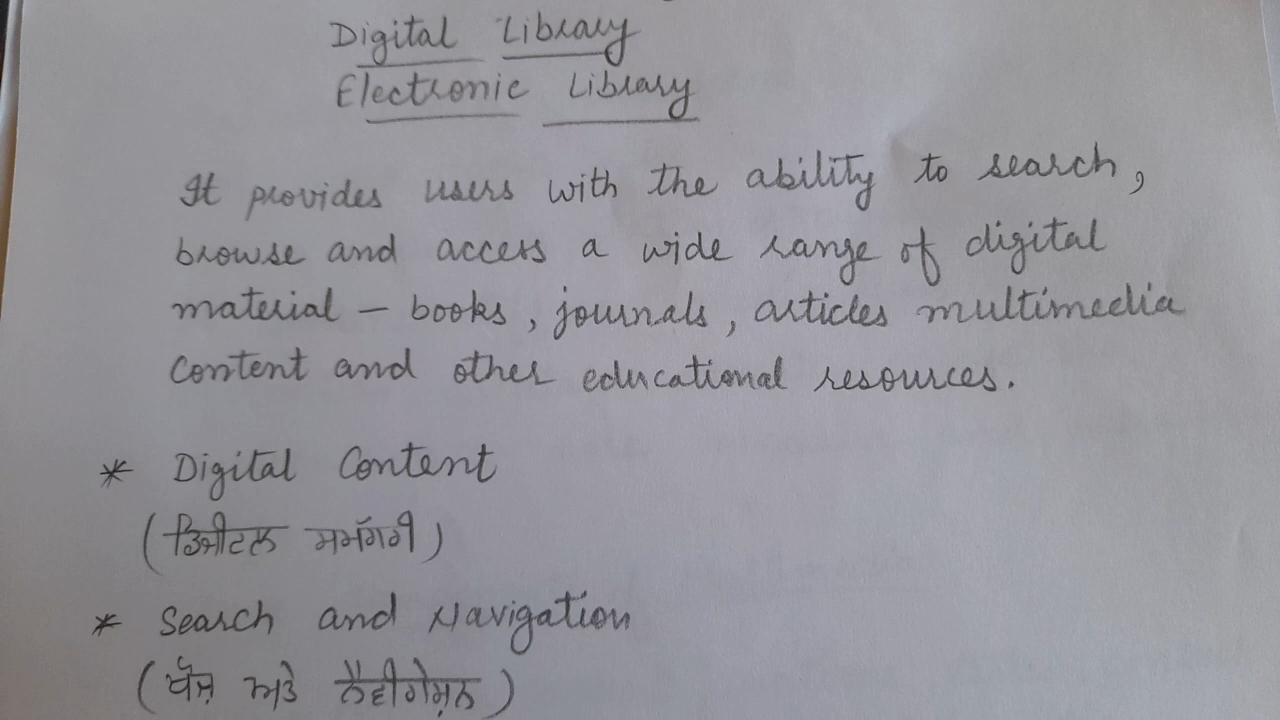 Digital Library
Electronic Library
It provides users with the ability to search,
browse and access a wide range of digital
material – books, journals, articles multimedia
content and other educational resources.
* Digital Content
(ਡਿਜੀਟਲ ਸਮੱਗਰੀ)
* Search and Navigation
(ਖੋਜ ਅਤੇ ਨੈਵੀਗੇਸ਼ਨ)